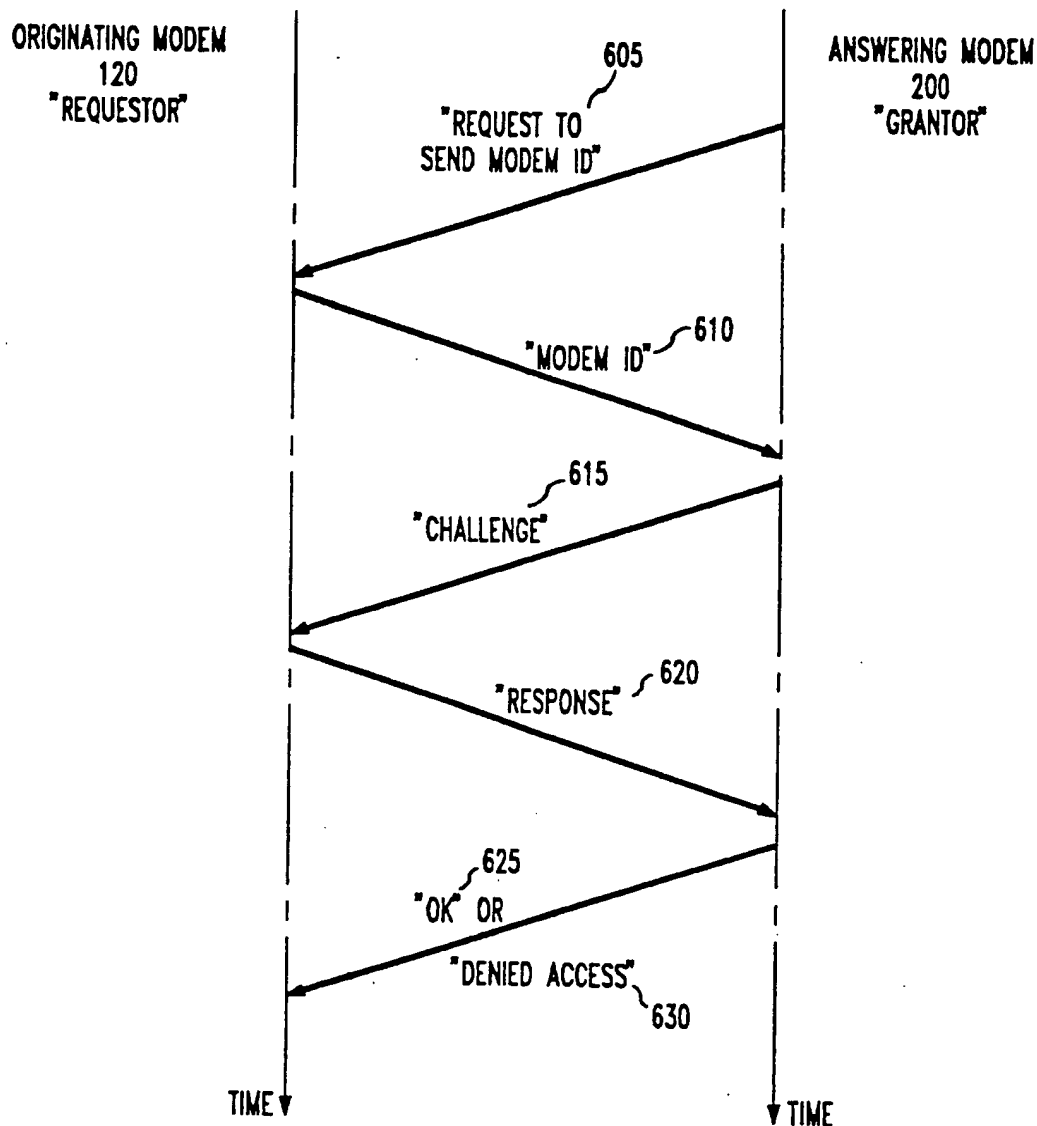 ORIGINATING MODEM
120
"REQUESTOR"
ANSWERING MODEM
200
"GRANTOR"
605
"REQUEST TO
SEND MODEM ID"
"MODEM ID" 610
615
"CHALLENGE"
"RESPONSE" 620
625
"OK" OR
"DENIED ACCESS"
630
TIME
TIME